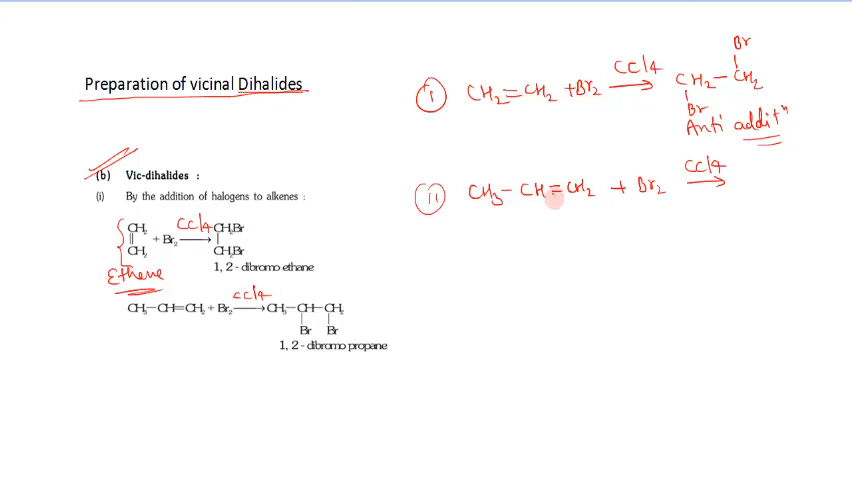 Preparation of vicinal Dihalides
(b) Vic-dihalides :
(i) By the addition of halogens to alkenes :
CH₂ CCl4 CH₂Br
|| + Br₂ ⟶ |
CH₂ CH₂Br
Ethene 1, 2 - dibromo ethane
CCl4
CH₃ — CH = CH₂ + Br₂ ⟶ CH₃ — CH — CH₂
| |
Br Br
1, 2 - dibromo propane
Br
(i) CH₂=CH₂ + Br₂ CCl4 ⟶ CH₂ — CH₂
Br
Anti additⁿ
(ii) CH₃ — CH = CH₂ + Br₂ CCl4 ⟶